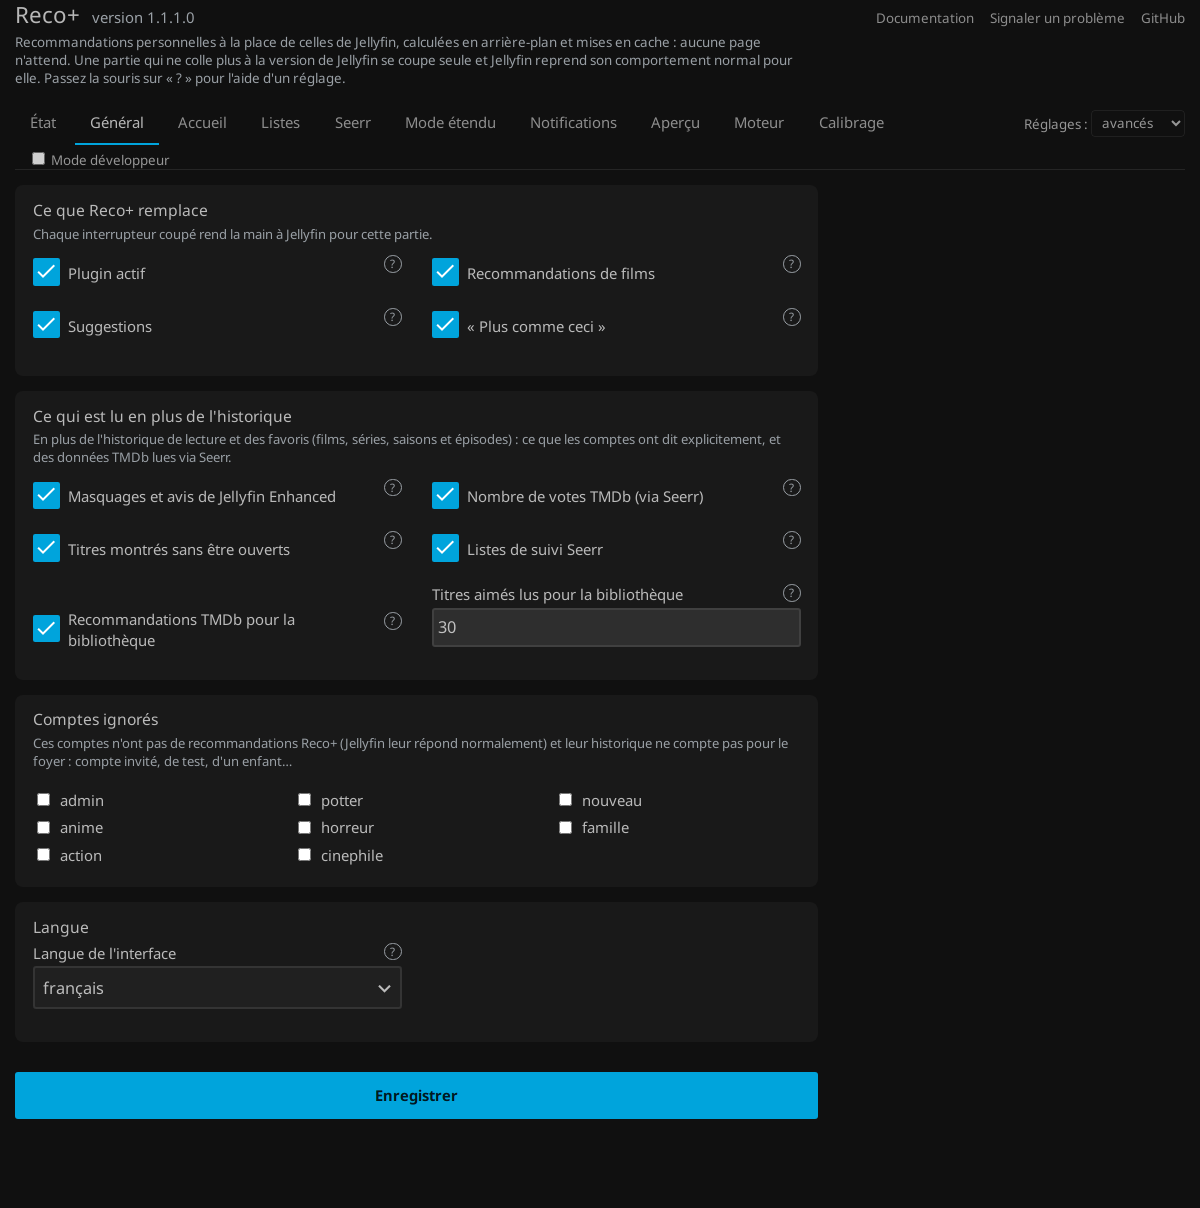 Reco+ version 1.1.1.0
Documentation Signaler un problème GitHub
Recommandations personnelles à la place de celles de Jellyfin, calculées en arrière-plan et mises en cache : aucune page
n'attend. Une partie qui ne colle plus à la version de Jellyfin se coupe seule et Jellyfin reprend son comportement normal pour
elle. Passez la souris sur « ? » pour l'aide d'un réglage.
État Général Accueil Listes Seerr Mode étendu Notifications Aperçu Moteur Calibrage
Réglages : avancés
Mode développeur
Ce que Reco+ remplace
Chaque interrupteur coupé rend la main à Jellyfin pour cette partie.
Plugin actif ?
Recommandations de films ?
Suggestions ?
« Plus comme ceci » ?
Ce qui est lu en plus de l'historique
En plus de l'historique de lecture et des favoris (films, séries, saisons et épisodes) : ce que les comptes ont dit explicitement, et
des données TMDb lues via Seerr.
Masquages et avis de Jellyfin Enhanced ?
Nombre de votes TMDb (via Seerr) ?
Titres montrés sans être ouverts ?
Listes de suivi Seerr ?
Recommandations TMDb pour la
bibliothèque ?
Titres aimés lus pour la bibliothèque ?
30
Comptes ignorés
Ces comptes n'ont pas de recommandations Reco+ (Jellyfin leur répond normalement) et leur historique ne compte pas pour le
foyer : compte invité, de test, d'un enfant…
admin potter nouveau
anime horreur famille
action cinephile
Langue
Langue de l'interface ?
français
Enregistrer